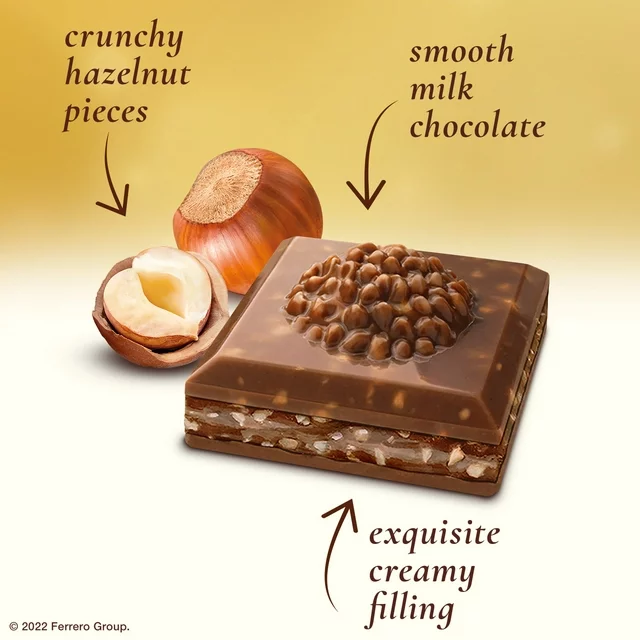 crunchy
hazelnut
pieces
smooth
milk
chocolate
exquisite
creamy
filling
© 2022 Ferrero Group.